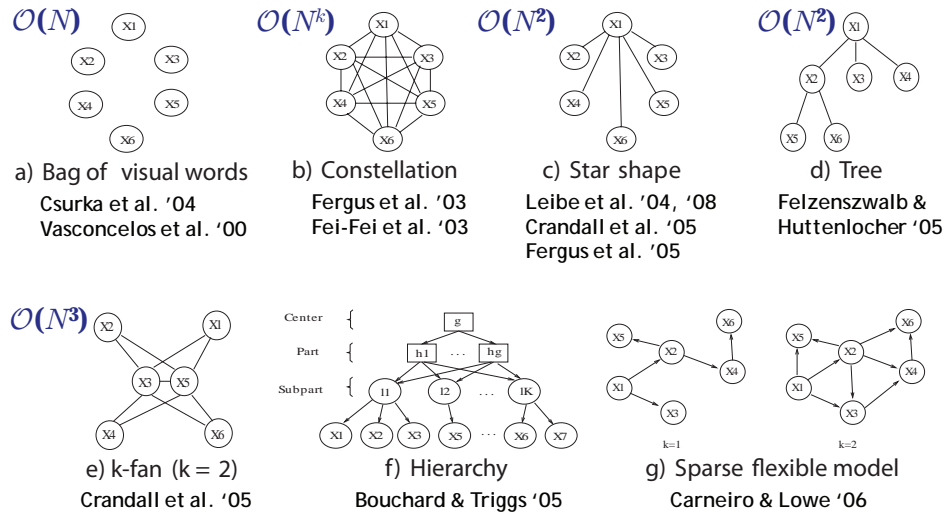 O(N)
X1
X2
X3
X4
X5
X6
a) Bag of visual words
Csurka et al. '04
Vasconcelos et al. '00
O(N^k)
X1
X2
X3
X4
X5
X6
b) Constellation
Fergus et al. '03
Fei-Fei et al. '03
O(N²)
X1
X2
X3
X4
X5
X6
c) Star shape
Leibe et al. '04, '08
Crandall et al. '05
Fergus et al. '05
O(N²)
X1
X2
X3
X4
X5
X6
d) Tree
Felzenszwalb &
Huttenlocher '05
O(N³)
X2
X1
X3
X5
X4
X6
e) k-fan (k = 2)
Crandall et al. '05
Center
g
Part
h1 ... hg
Subpart
l1 l2 ... lK
X1 X2 X3 X5 ... X6 X7
f) Hierarchy
Bouchard & Triggs '05
X6
X5
X2
X4
X1
X3
k=1
X6
X5
X2
X4
X1
X3
k=2
g) Sparse flexible model
Carneiro & Lowe '06